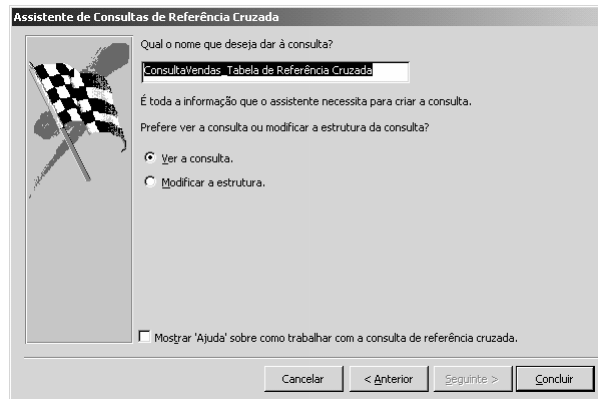 Assistente de Consultas de Referência Cruzada
Qual o nome que deseja dar à consulta?
ConsultaVendas_Tabela de Referência Cruzada
É toda a informação que o assistente necessita para criar a consulta.
Prefere ver a consulta ou modificar a estrutura da consulta?
Ver a consulta.
Modificar a estrutura.
Mostrar 'Ajuda' sobre como trabalhar com a consulta de referência cruzada.
Cancelar
< Anterior
Seguinte >
Concluir